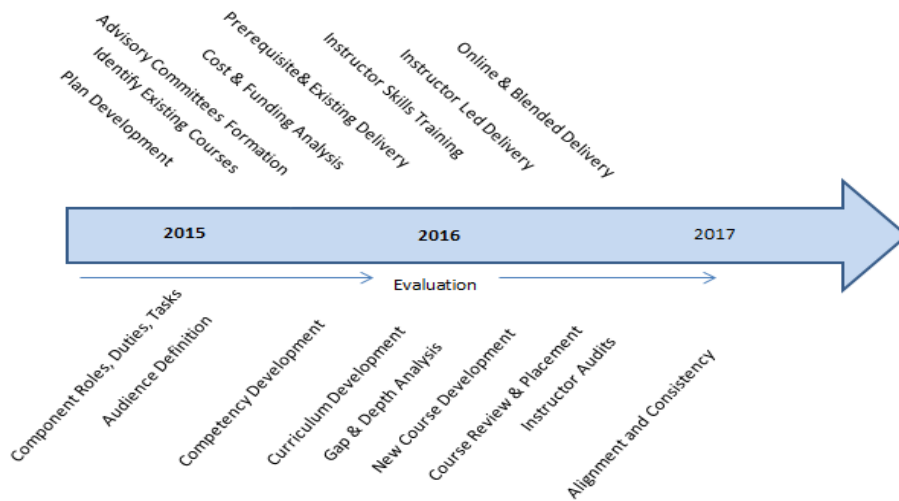 Plan Development
Identify Existing Courses
Advisory Committees Formation
Cost & Funding Analysis
Prerequisite& Existing Delivery
Instructor Skills Training
Instructor Led Delivery
Online & Blended Delivery
2015
2016
2017
Evaluation
Component Roles, Duties, Tasks
Audience Definition
Competency Development
Curriculum Development
Gap & Depth Analysis
New Course Development
Course Review & Placement
Instructor Audits
Alignment and Consistency